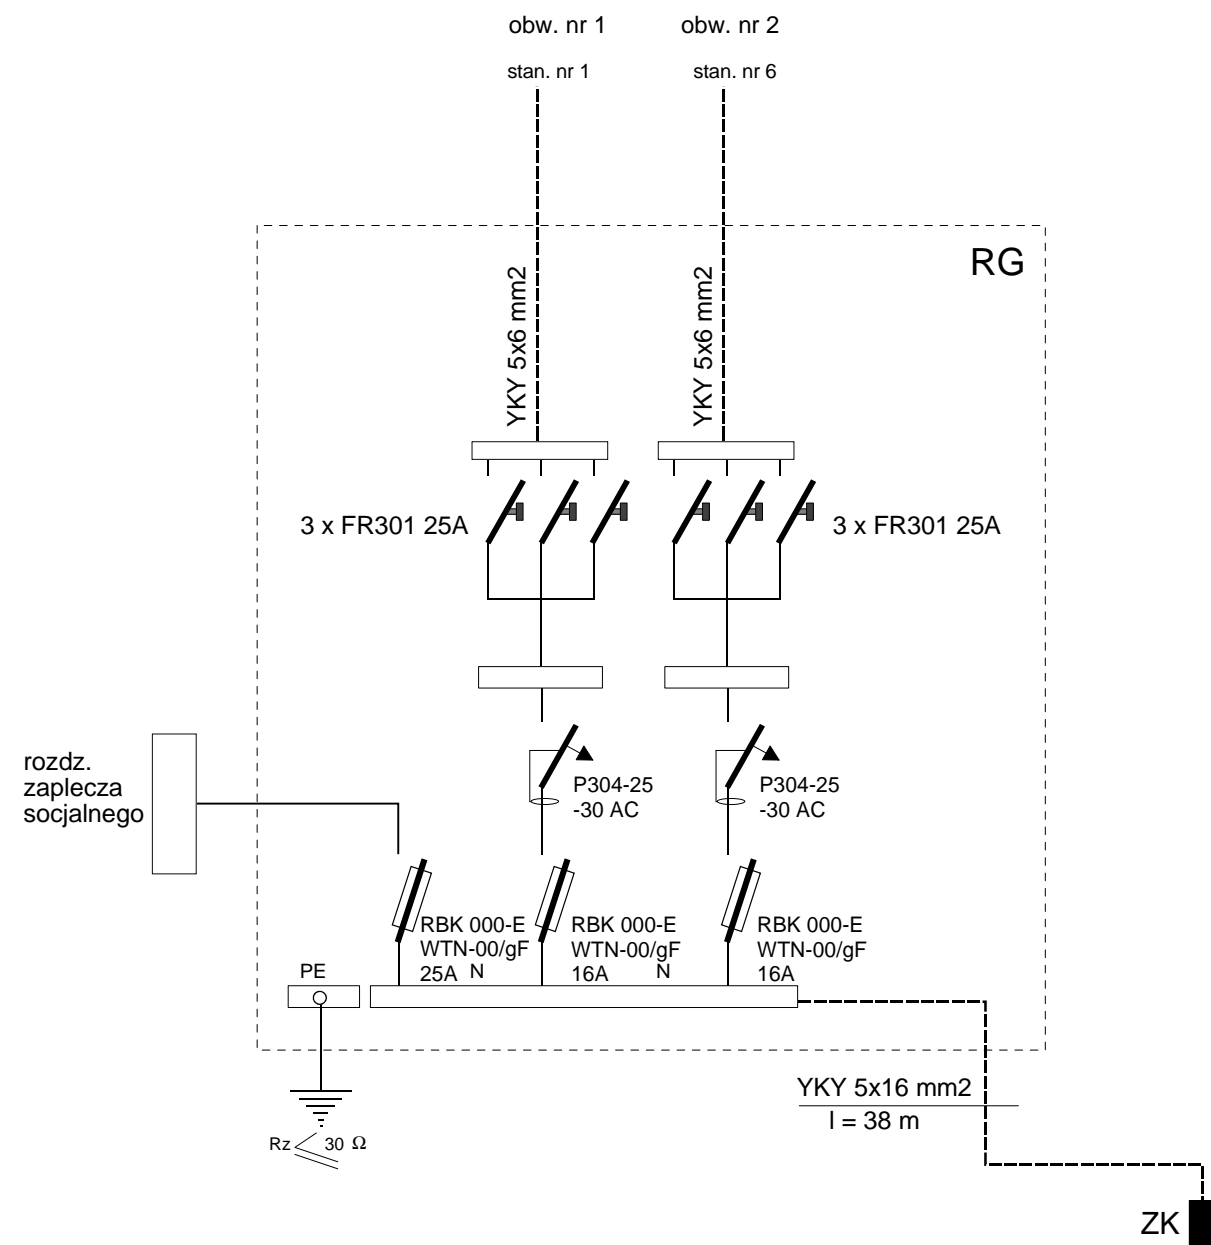 obw. nr 1
obw. nr 2
stan. nr 1
stan. nr 6
RG
YKY 5x6 mm2
YKY 5x6 mm2
3 x FR301 25A
3 x FR301 25A
rozdz.
zaplecza
socjalnego
P304-25
-30 AC
P304-25
-30 AC
RBK 000-E
WTN-00/gF
25A N
RBK 000-E
WTN-00/gF
16A N
RBK 000-E
WTN-00/gF
16A
PE
YKY 5x16 mm2
l = 38 m
Rz ≤ 30 Ω
ZK